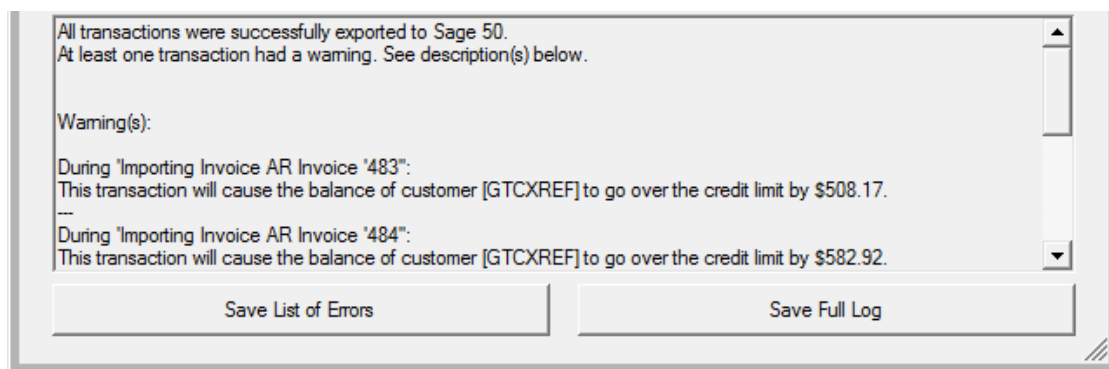 All transactions were successfully exported to Sage 50.
At least one transaction had a warning. See description(s) below.
Warning(s):
During 'Importing Invoice AR Invoice '483'':
This transaction will cause the balance of customer [GTCXREF] to go over the credit limit by $508.17.
---
During 'Importing Invoice AR Invoice '484'':
This transaction will cause the balance of customer [GTCXREF] to go over the credit limit by $582.92.
Save List of Errors
Save Full Log